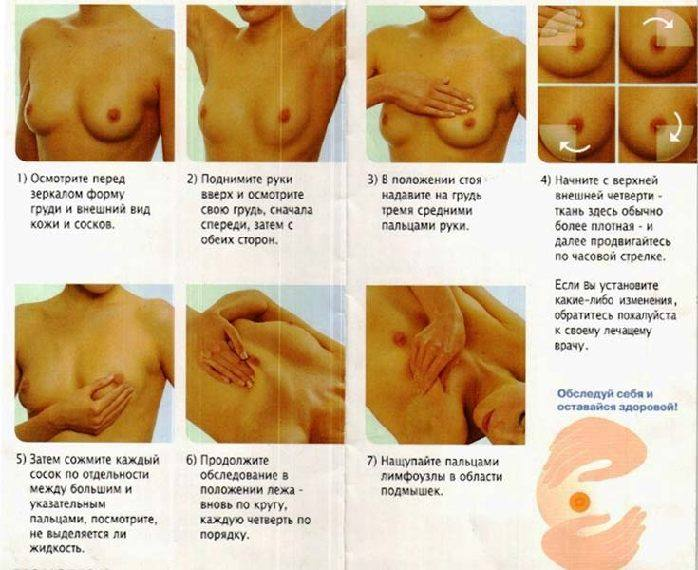 1) Осмотрите перед
зеркалом форму
груди и внешний вид
кожи и сосков.
2) Поднимите руки
вверх и осмотрите
свою грудь, сначала
спереди, затем с
обеих сторон.
3) В положении стоя
надавите на грудь
тремя средними
пальцами руки.
4) Начните с верхней
внешней четверти -
ткань здесь обычно
более плотная - и
далее продвигайтесь
по часовой стрелке.
Если Вы установите
какие-либо изменения,
обратитесь пожалуйста
к своему лечащему
врачу.
Обследуй себя и
оставайся здоровой!
5) Затем сожмите каждый
сосок по отдельности
между большим и
указательным
пальцами, посмотрите,
не выделяется ли
жидкость.
6) Продолжите
обследование в
положении лежа -
вновь по кругу,
каждую четверть по
порядку.
7) Нащупайте пальцами
лимфоузлы в области
подмышек.